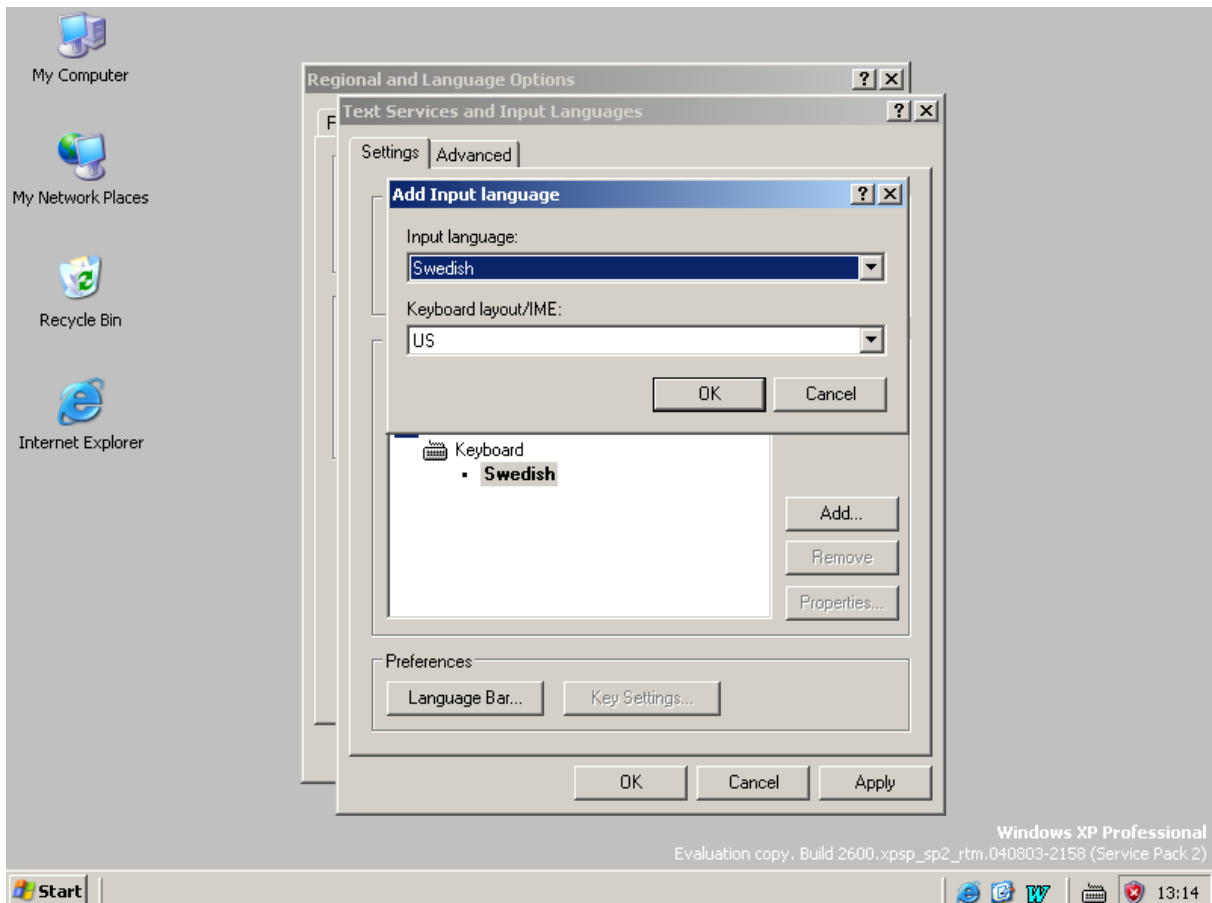 My Computer
My Network Places
Recycle Bin
Internet Explorer
Regional and Language Options
Text Services and Input Languages
Settings
Advanced
Add Input language
Input language:
Swedish
Keyboard layout/IME:
US
OK
Cancel
Keyboard
Swedish
Add...
Remove
Properties...
Preferences
Language Bar...
Key Settings...
OK
Cancel
Apply
Windows XP Professional
Evaluation copy. Build 2600.xpsp_sp2_rtm.040803-2158 (Service Pack 2)
Start
13:14